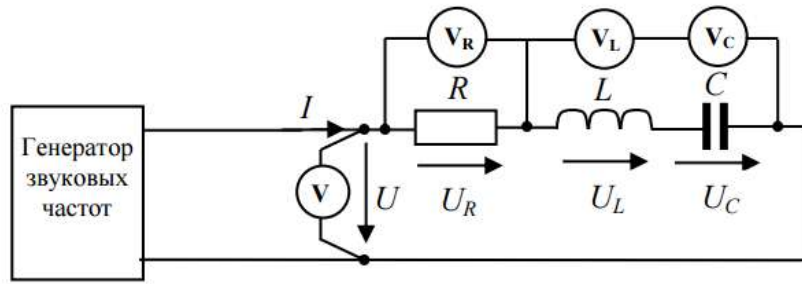 V_R
V_L
V_C
R
L
C
I
Генератор
звуковых
частот
V
U
U_R
U_L
U_C